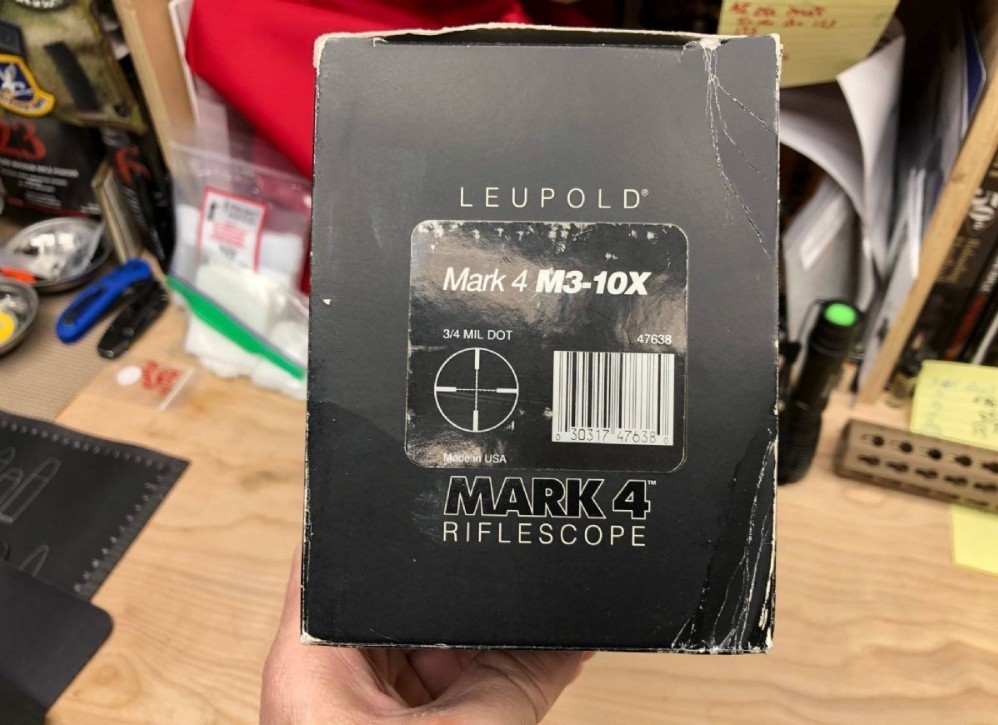 LEUPOLD®
Mark 4 M3-10X
3/4 MIL DOT
47638
0 30317 47638 0
Made in USA
MARK 4™
RIFLESCOPE
23